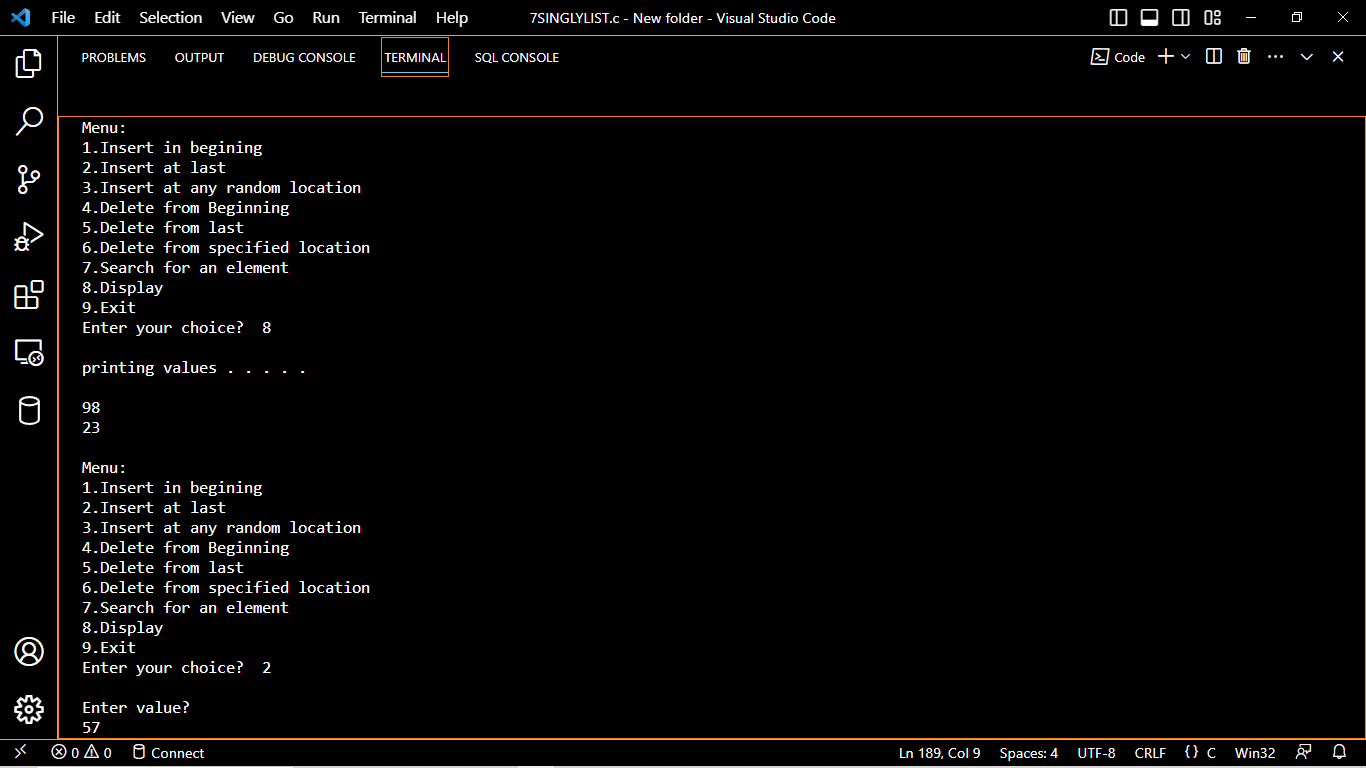 File Edit Selection View Go Run Terminal Help 7SINGLYLIST.c - New folder - Visual Studio Code
PROBLEMS OUTPUT DEBUG CONSOLE TERMINAL SQL CONSOLE Code
Menu:
1.Insert in begining
2.Insert at last
3.Insert at any random location
4.Delete from Beginning
5.Delete from last
6.Delete from specified location
7.Search for an element
8.Display
9.Exit
Enter your choice?  8
printing values . . . . .
98
23
Menu:
1.Insert in begining
2.Insert at last
3.Insert at any random location
4.Delete from Beginning
5.Delete from last
6.Delete from specified location
7.Search for an element
8.Display
9.Exit
Enter your choice?  2
Enter value?
57
0 0 Connect Ln 189, Col 9 Spaces: 4 UTF-8 CRLF {} C Win32